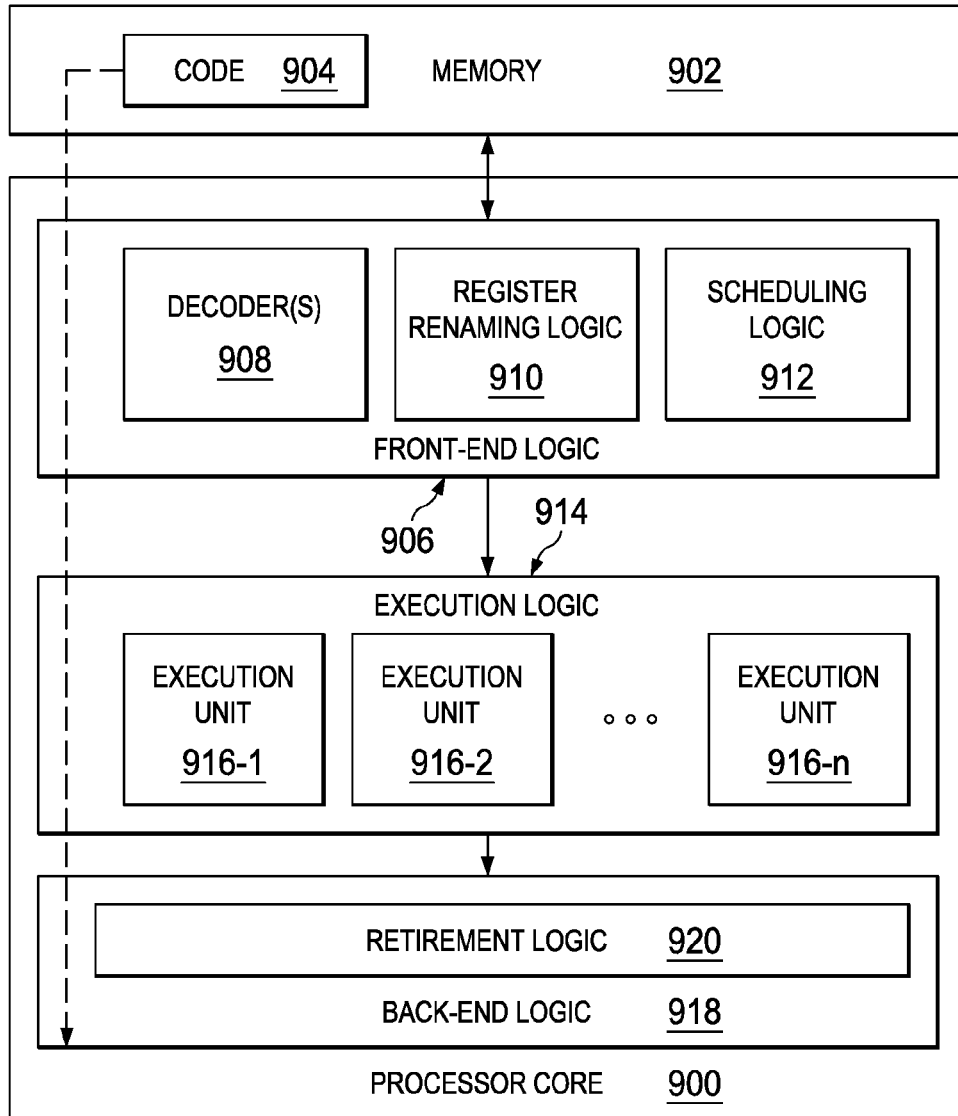 CODE 904 MEMORY 902
DECODER(S)
908
REGISTER
RENAMING LOGIC
910
SCHEDULING
LOGIC
912
FRONT-END LOGIC
906
914
EXECUTION LOGIC
EXECUTION
UNIT
916-1
EXECUTION
UNIT
916-2
EXECUTION
UNIT
916-n
RETIREMENT LOGIC 920
BACK-END LOGIC 918
PROCESSOR CORE 900